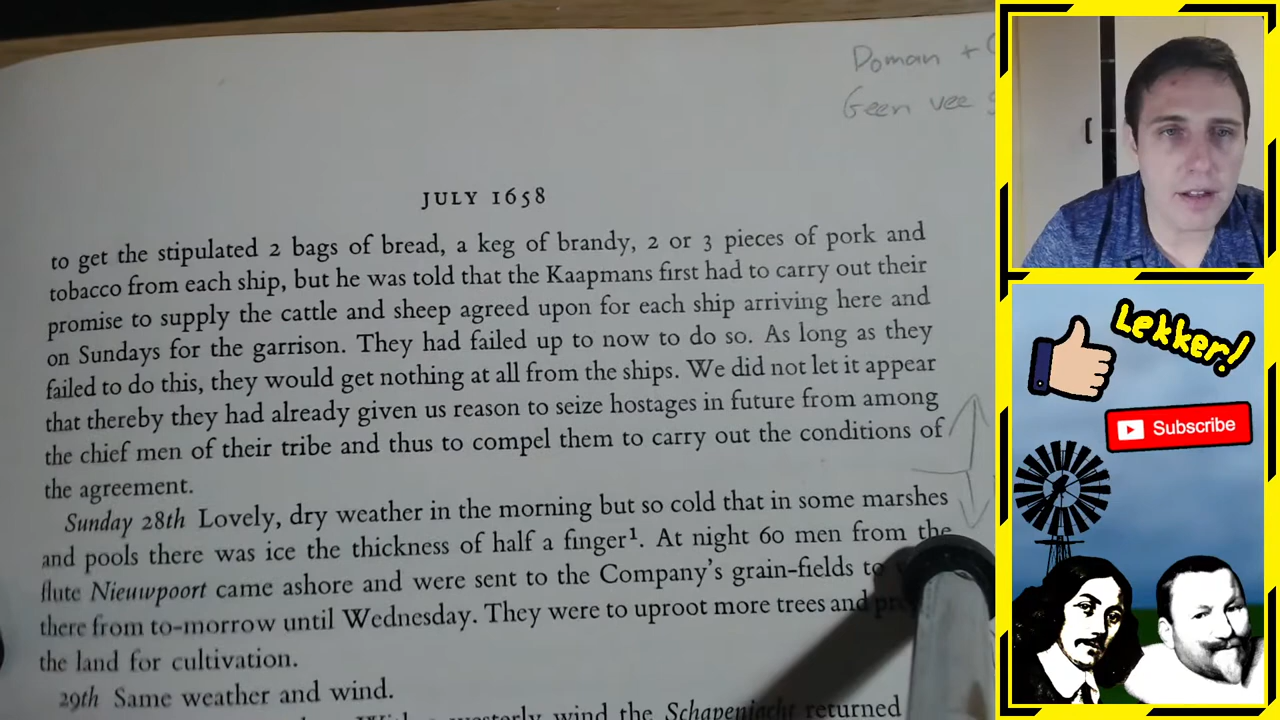 Doman +
Geen vee
JULY 1658
to get the stipulated 2 bags of bread, a keg of brandy, 2 or 3 pieces of pork and
tobacco from each ship, but he was told that the Kaapmans first had to carry out their
promise to supply the cattle and sheep agreed upon for each ship arriving here and
on Sundays for the garrison. They had failed up to now to do so. As long as they
failed to do this, they would get nothing at all from the ships. We did not let it appear
that thereby they had already given us reason to seize hostages in future from among
the chief men of their tribe and thus to compel them to carry out the conditions of
the agreement.
Sunday 28th Lovely, dry weather in the morning but so cold that in some marshes
and pools there was ice the thickness of half a finger¹. At night 60 men from the
flute Nieuwpoort came ashore and were sent to the Company's grain-fields to
there from to-morrow until Wednesday. They were to uproot more trees and
the land for cultivation.
29th Same weather and wind.
westerly wind the Schapenjacht returned
Lekker!
Subscribe